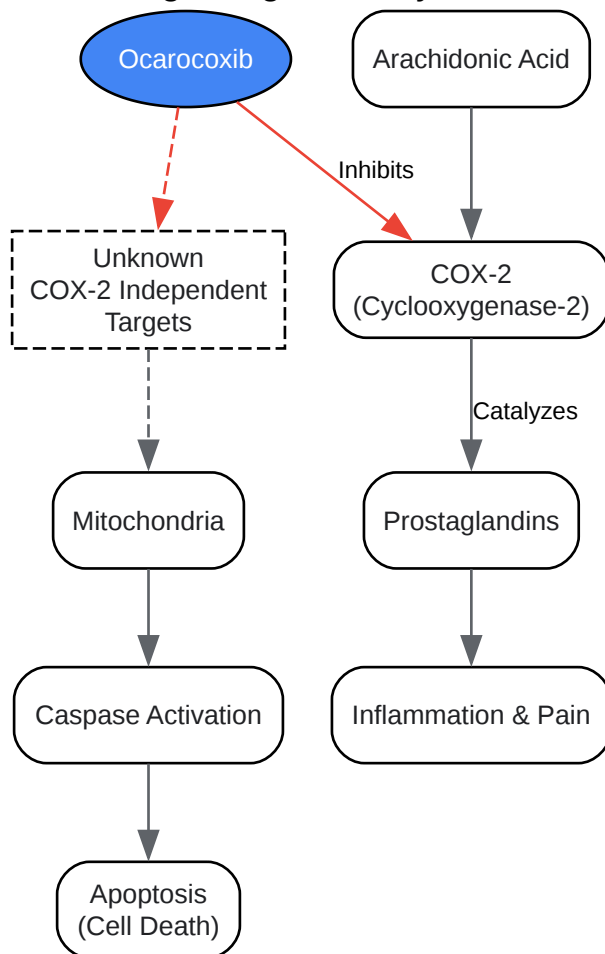 Ocarocoxib
Arachidonic Acid
Inhibits
Unknown
COX-2 Independent
Targets
COX-2
(Cyclooxygenase-2)
Catalyzes
Mitochondria
Prostaglandins
Caspase Activation
Inflammation & Pain
Apoptosis
(Cell Death)